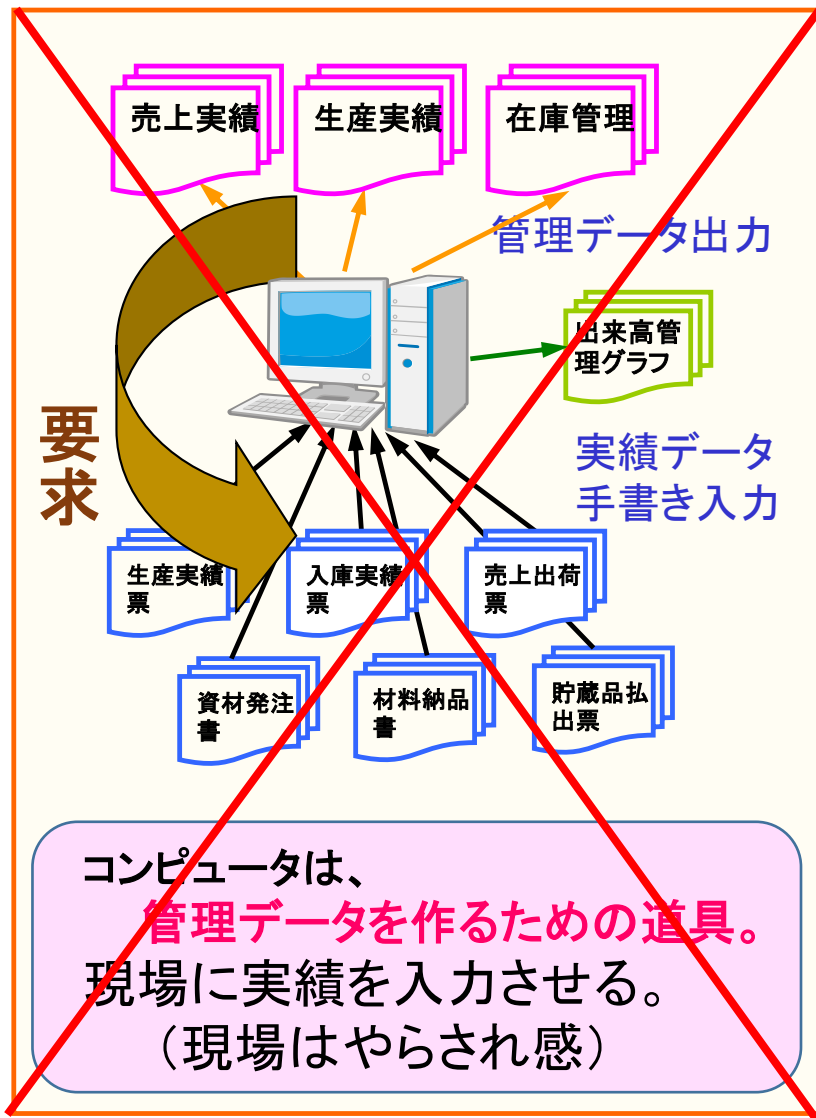 売上実績
生産実績
在庫管理
管理データ出力
出来高管
理グラフ
要
求
実績データ
手書き入力
生産実績
票
入庫実績
票
売上出荷
票
資材発注
書
材料納品
書
貯蔵品払
出票
コンピュータは、
管理データを作るための道具。
現場に実績を入力させる。
（現場はやらされ感）